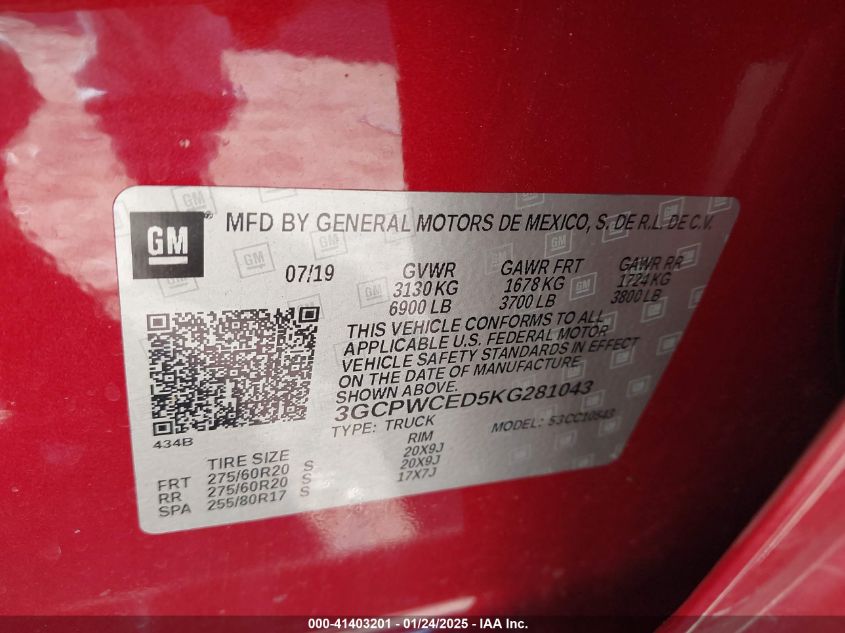 GM ® MFD BY GENERAL MOTORS DE MEXICO, S. DE R.L. DE C.V.
07/19 GVWR GAWR FRT GAWR RR
3130 KG 1678 KG 1724 KG
6900 LB 3700 LB 3800 LB
THIS VEHICLE CONFORMS TO ALL
APPLICABLE U.S. FEDERAL MOTOR
VEHICLE SAFETY STANDARDS IN EFFECT
ON THE DATE OF MANUFACTURE
SHOWN ABOVE.
3GCPWCED5KG281043
TYPE: TRUCK MODEL: 53CC10543
434B
TIRE SIZE RIM
FRT 275/60R20 S 20X9J
RR 275/60R20 S 20X9J
SPA 255/80R17 S 17X7J
000-41403201 - 01/24/2025 - IAA Inc.